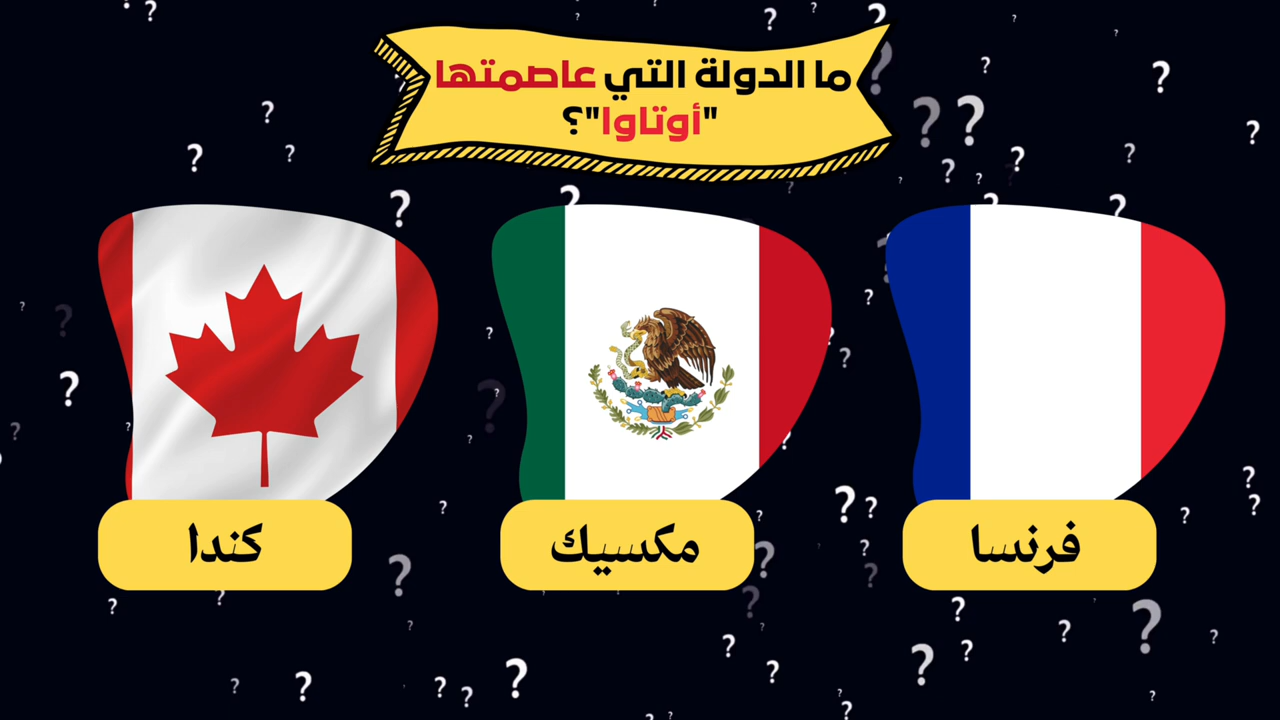 ما الدولة التي عاصمتها
"أوتاوا"؟
فرنسا
مكسيك
كندا